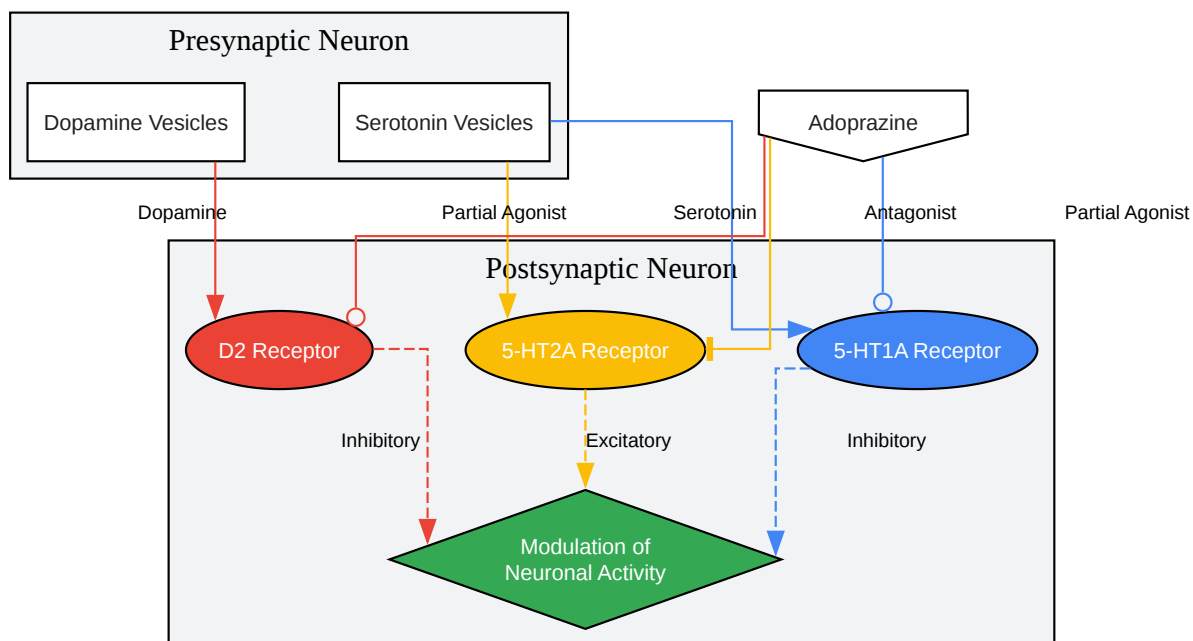 Presynaptic Neuron
Dopamine Vesicles
Serotonin Vesicles
Adoprazine
Dopamine
Partial Agonist
Serotonin
Antagonist
Partial Agonist
Postsynaptic Neuron
D2 Receptor
5-HT2A Receptor
5-HT1A Receptor
Inhibitory
Excitatory
Inhibitory
Modulation of
Neuronal Activity